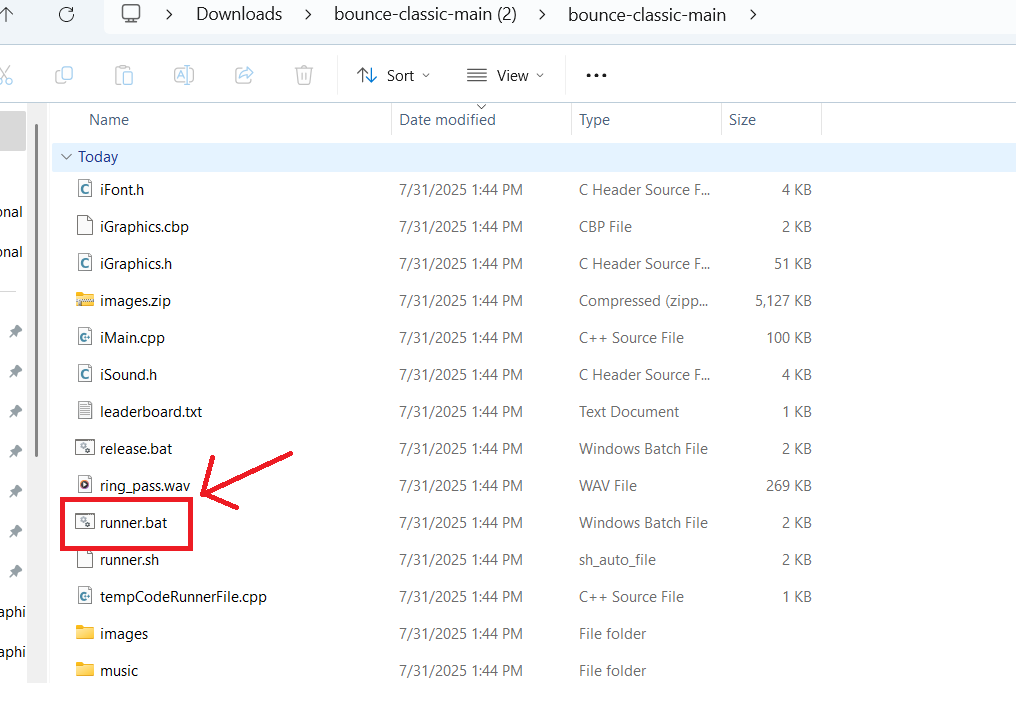 Downloads > bounce-classic-main (2) > bounce-classic-main >
Sort View •••
Name Date modified Type Size
Today
iFont.h 7/31/2025 1:44 PM C Header Source F... 4 KB
onal
iGraphics.cbp 7/31/2025 1:44 PM CBP File 2 KB
onal
iGraphics.h 7/31/2025 1:44 PM C Header Source F... 51 KB
images.zip 7/31/2025 1:44 PM Compressed (zipp... 5,127 KB
iMain.cpp 7/31/2025 1:44 PM C++ Source File 100 KB
iSound.h 7/31/2025 1:44 PM C Header Source F... 4 KB
leaderboard.txt 7/31/2025 1:44 PM Text Document 1 KB
release.bat 7/31/2025 1:44 PM Windows Batch File 2 KB
ring_pass.wav 7/31/2025 1:44 PM WAV File 269 KB
runner.bat 7/31/2025 1:44 PM Windows Batch File 2 KB
runner.sh 7/31/2025 1:44 PM sh_auto_file 2 KB
tempCodeRunnerFile.cpp 7/31/2025 1:44 PM C++ Source File 1 KB
aphi
images 7/31/2025 1:44 PM File folder
aphi
music 7/31/2025 1:44 PM File folder